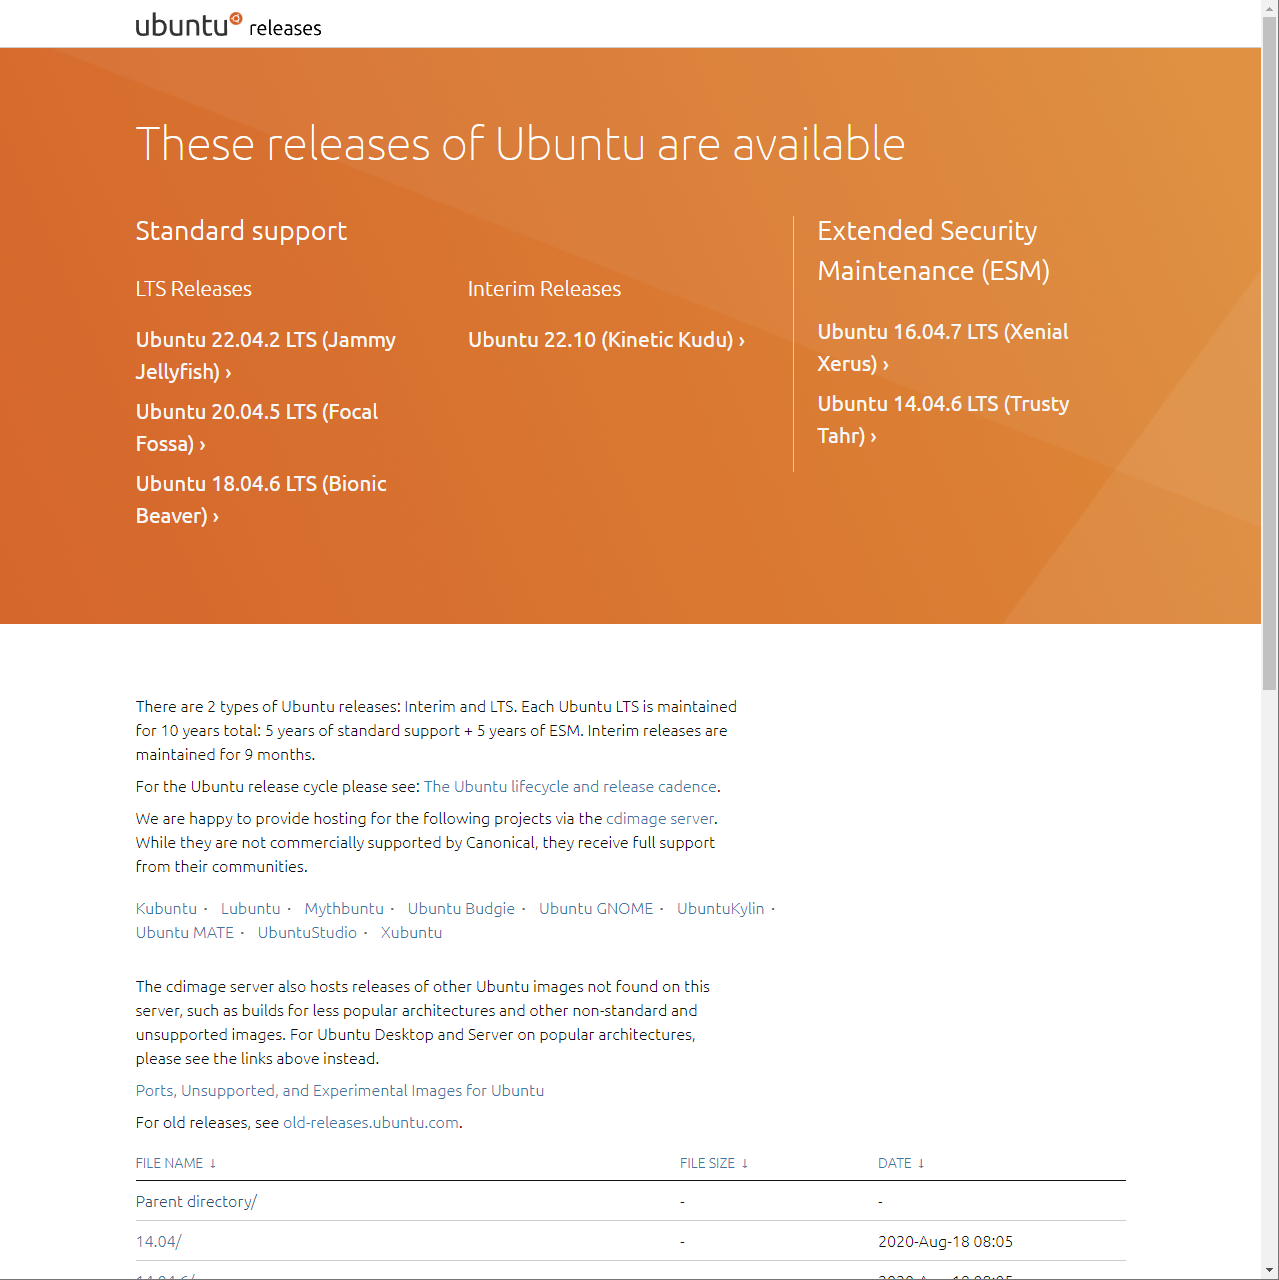 ubuntu releases
These releases of Ubuntu are available
Standard support
LTS Releases
Ubuntu 22.04.2 LTS (Jammy
Jellyfish) ›
Ubuntu 20.04.5 LTS (Focal
Fossa) ›
Ubuntu 18.04.6 LTS (Bionic
Beaver) ›
Interim Releases
Ubuntu 22.10 (Kinetic Kudu) ›
Extended Security
Maintenance (ESM)
Ubuntu 16.04.7 LTS (Xenial
Xerus) ›
Ubuntu 14.04.6 LTS (Trusty
Tahr) ›
There are 2 types of Ubuntu releases: Interim and LTS. Each Ubuntu LTS is maintained
for 10 years total: 5 years of standard support + 5 years of ESM. Interim releases are
maintained for 9 months.
For the Ubuntu release cycle please see: The Ubuntu lifecycle and release cadence.
We are happy to provide hosting for the following projects via the cdimage server.
While they are not commercially supported by Canonical, they receive full support
from their communities.
Kubuntu · Lubuntu · Mythbuntu · Ubuntu Budgie · Ubuntu GNOME · UbuntuKylin ·
Ubuntu MATE · UbuntuStudio · Xubuntu
The cdimage server also hosts releases of other Ubuntu images not found on this
server, such as builds for less popular architectures and other non-standard and
unsupported images. For Ubuntu Desktop and Server on popular architectures,
please see the links above instead.
Ports, Unsupported, and Experimental Images for Ubuntu
For old releases, see old-releases.ubuntu.com.
FILE NAME ↓ FILE SIZE ↓ DATE ↓
Parent directory/ - -
14.04/ - 2020-Aug-18 08:05
14.04.6/ 2020-Aug-18 08:05